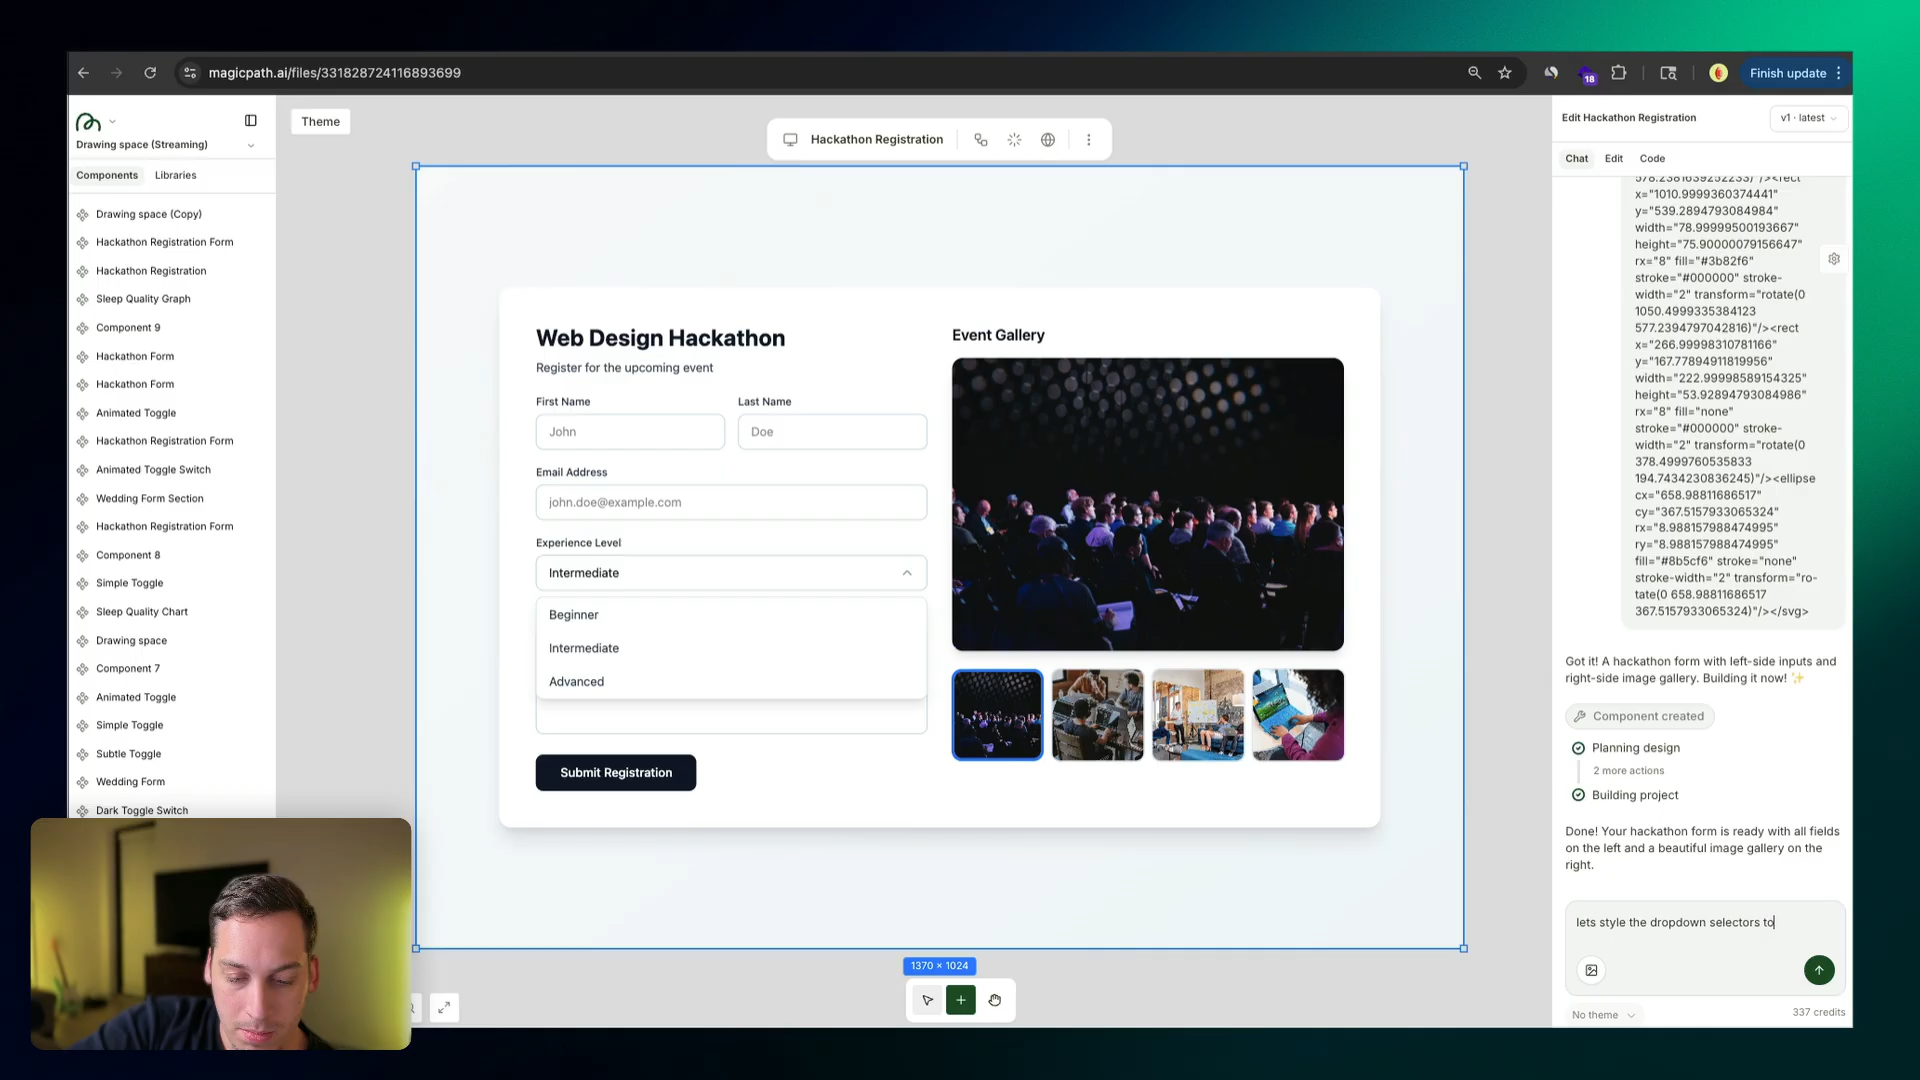 magicpath.ai/files/331828724116893699
18
Finish update
Drawing space (Streaming)
Components
Libraries
Drawing space (Copy)
Hackathon Registration Form
Hackathon Registration
Sleep Quality Graph
Component 9
Hackathon Form
Hackathon Form
Animated Toggle
Hackathon Registration Form
Animated Toggle Switch
Wedding Form Section
Hackathon Registration Form
Component 8
Simple Toggle
Sleep Quality Chart
Drawing space
Component 7
Animated Toggle
Simple Toggle
Subtle Toggle
Wedding Form
Dark Toggle Switch
Theme
Hackathon Registration
Web Design Hackathon
Register for the upcoming event
First Name
Last Name
John
Doe
Email Address
john.doe@example.com
Experience Level
Intermediate
Beginner
Intermediate
Advanced
Submit Registration
Event Gallery
1370 × 1024
Edit Hackathon Registration
v1 · latest
Chat
Edit
Code
578.2381639252233)"/><rect
x="1010.9999360374441"
y="539.2894793084984"
width="78.99999500193667"
height="75.90000079156647"
rx="8" fill="#3b82f6"
stroke="#000000" stroke-
width="2" transform="rotate(0
1050.4999335384123
577.2394797042816)"/><rect
x="266.99998310781166"
y="167.77894911819956"
width="222.99998589154325"
height="53.92894793084986"
rx="8" fill="none"
stroke="#000000" stroke-
width="2" transform="rotate(0
378.4999760535833
194.7434230836245)"/><ellipse
cx="658.98811686517"
cy="367.5157933065324"
rx="8.988157988474995"
ry="8.988157988474995"
fill="#8b5cf6" stroke="none"
stroke-width="2" transform="ro-
tate(0 658.98811686517
367.5157933065324)"/></svg>
Got it! A hackathon form with left-side inputs and
right-side image gallery. Building it now! ✨
Component created
Planning design
2 more actions
Building project
Done! Your hackathon form is ready with all fields
on the left and a beautiful image gallery on the
right.
lets style the dropdown selectors to
No theme
337 credits